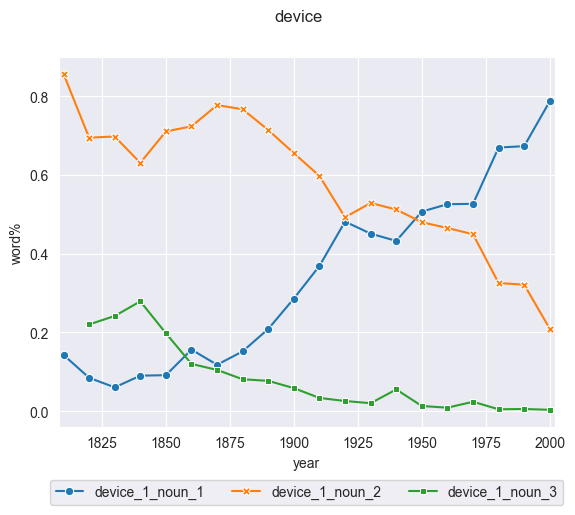 device
0.8
0.6
0.4
0.2
0.0
word%
1825 1850 1875 1900 1925 1950 1975 2000
year
device_1_noun_1 device_1_noun_2 device_1_noun_3